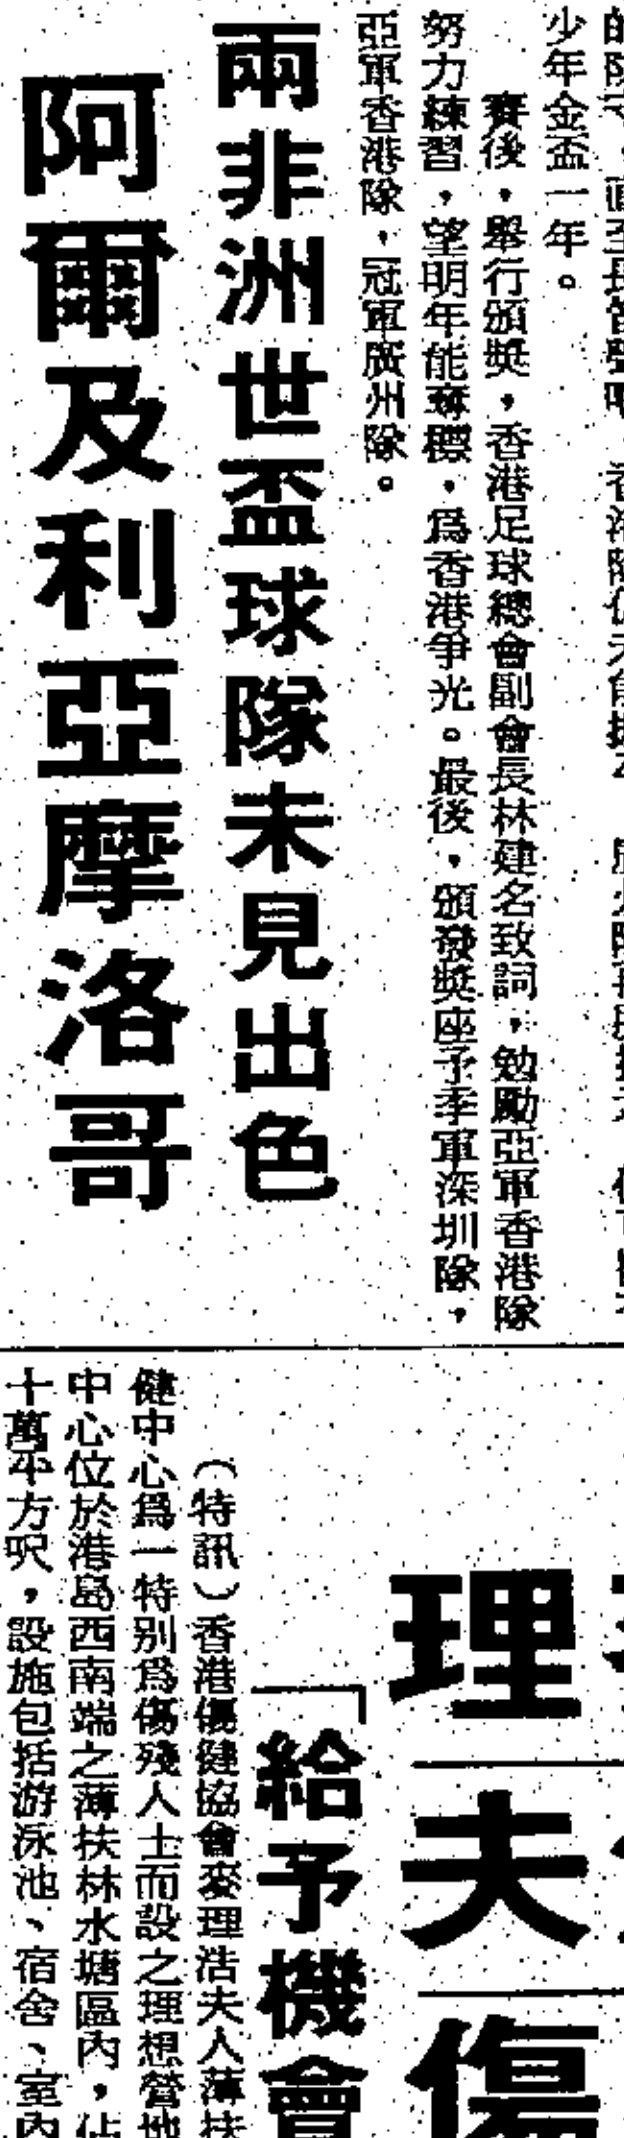 少年金盃一年。
賽後，舉行頒獎，香港足球總會副會長林建名致詞，勉勵亞軍香港隊
努力練習，望明年能奪標，爲香港爭光。最後，頒發獎座予季軍深圳隊，
亞軍香港隊，冠軍廣州隊。
兩非洲世盃球隊未見出色
阿爾及利亞摩洛哥
理
夫
傷
「給予機會
（特訊）香港傷健協會麥理浩夫人薄扶
健中心爲一特別爲傷殘人士而設之理想營地
中心位於港島西南端之薄扶林水塘區內，佔
十萬平方呎，設施包括游泳池、宿舍、室內